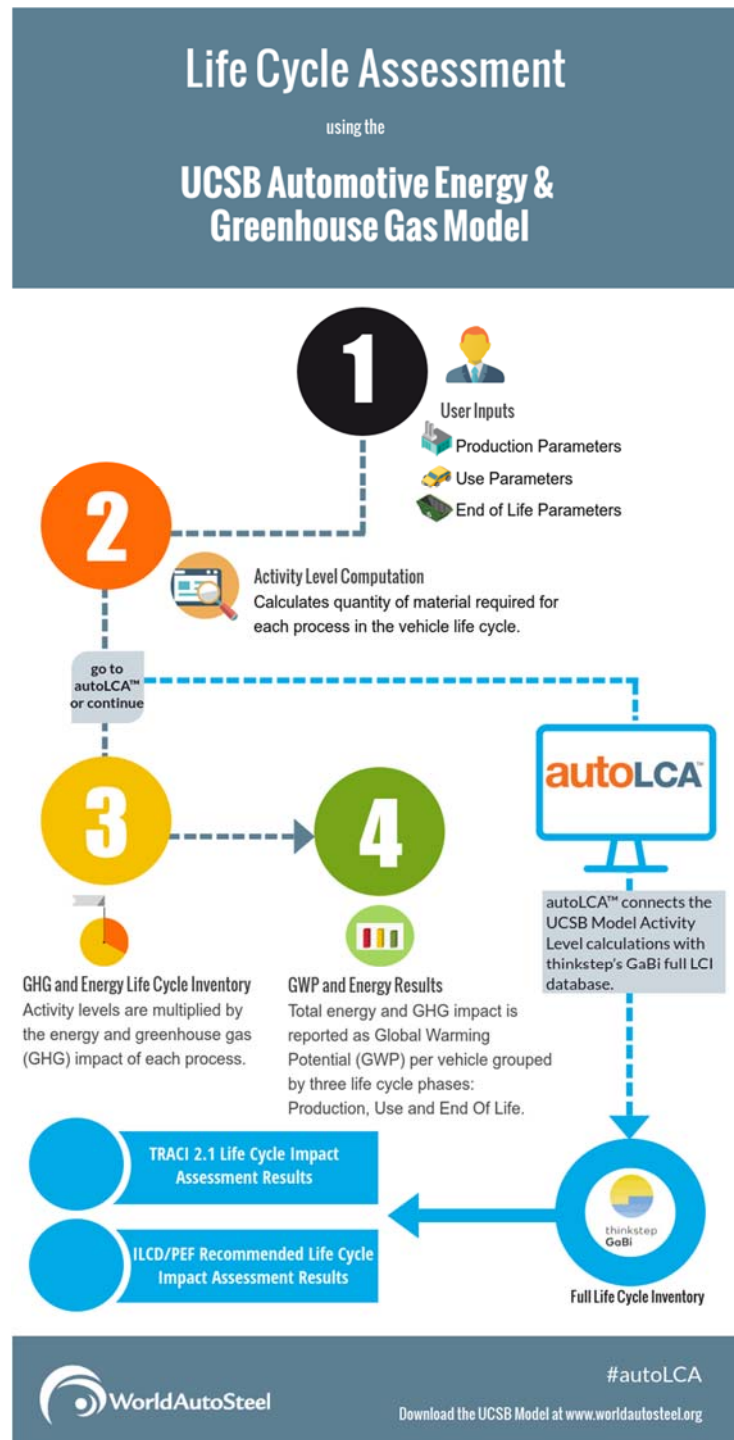 Life Cycle Assessment
using the
UCSB Automotive Energy &
Greenhouse Gas Model
1
User Inputs
Production Parameters
Use Parameters
End of Life Parameters
2
Activity Level Computation
Calculates quantity of material required for
each process in the vehicle life cycle.
go to
autoLCA™
or continue
autoLCA™
3
4
autoLCA™ connects the
UCSB Model Activity
Level calculations with
thinkstep's GaBi full LCI
database.
GHG and Energy Life Cycle Inventory
Activity levels are multiplied by
the energy and greenhouse gas
(GHG) impact of each process.
GWP and Energy Results
Total energy and GHG impact is
reported as Global Warming
Potential (GWP) per vehicle grouped
by three life cycle phases:
Production, Use and End Of Life.
TRACI 2.1 Life Cycle Impact
Assessment Results
ILCD/PEF Recommended Life Cycle
Impact Assessment Results
thinkstep
GaBi
Full Life Cycle Inventory
WorldAutoSteel
#autoLCA
Download the UCSB Model at www.worldautosteel.org